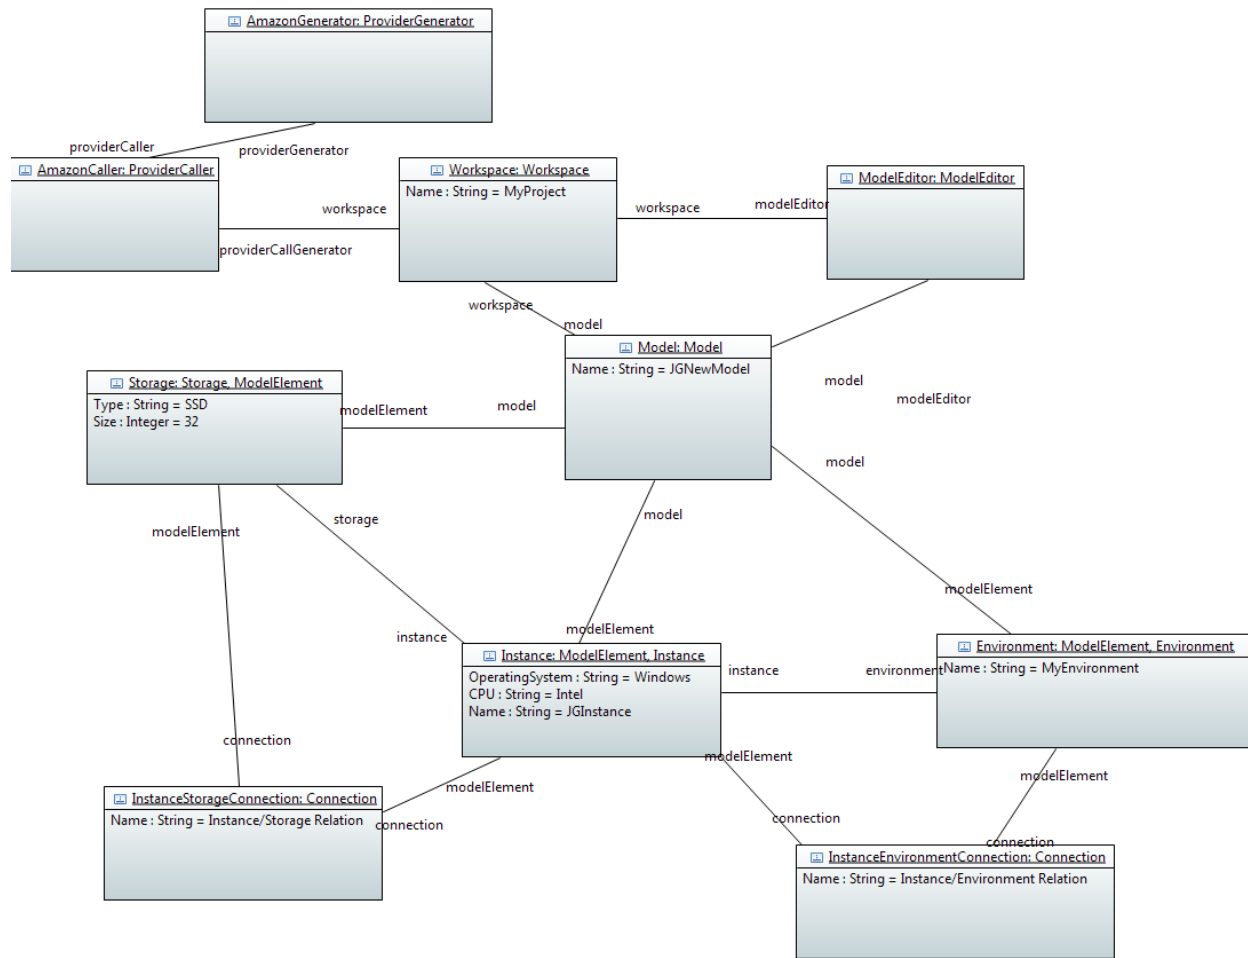 AmazonGenerator: ProviderGenerator
providerCaller
providerGenerator
AmazonCaller: ProviderCaller
Workspace: Workspace
Name : String = MyProject
ModelEditor: ModelEditor
workspace
workspace
modelEditor
providerCallGenerator
workspace
model
Model: Model
Name : String = JGNewModel
Storage: Storage, ModelElement
Type : String = SSD
Size : Integer = 32
modelElement
model
model
modelEditor
model
storage
model
modelElement
modelElement
instance
modelElement
Instance: ModelElement, Instance
OperatingSystem : String = Windows
CPU : String = Intel
Name : String = JGInstance
instance
environment
Environment: ModelElement, Environment
Name : String = MyEnvironment
connection
modelElement
modelElement
modelElement
InstanceStorageConnection: Connection
Name : String = Instance/Storage Relation
connection
connection
connection
InstanceEnvironmentConnection: Connection
Name : String = Instance/Environment Relation